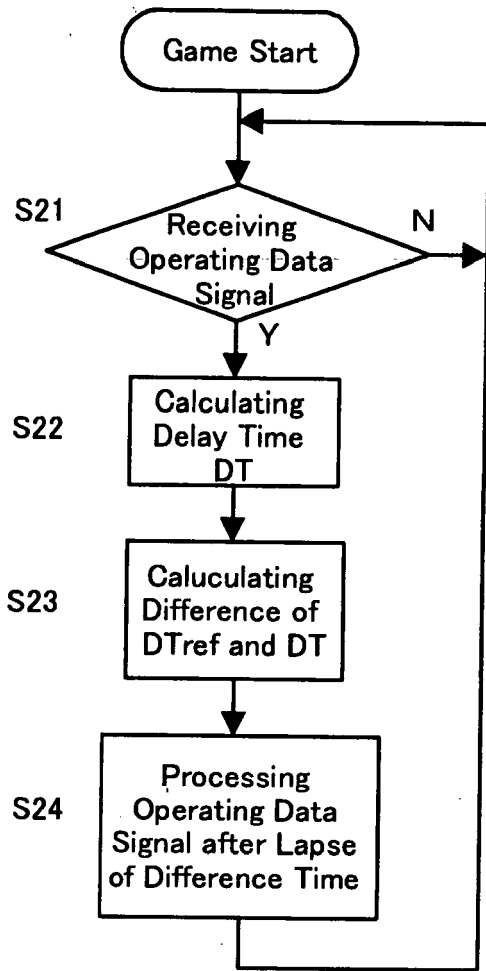 Game Start
S21
Receiving
Operating Data
Signal
N
Y
S22
Calculating
Delay Time
DT
S23
Caluculating
Difference of
DTref and DT
S24
Processing
Operating Data
Signal after Lapse
of Difference Time